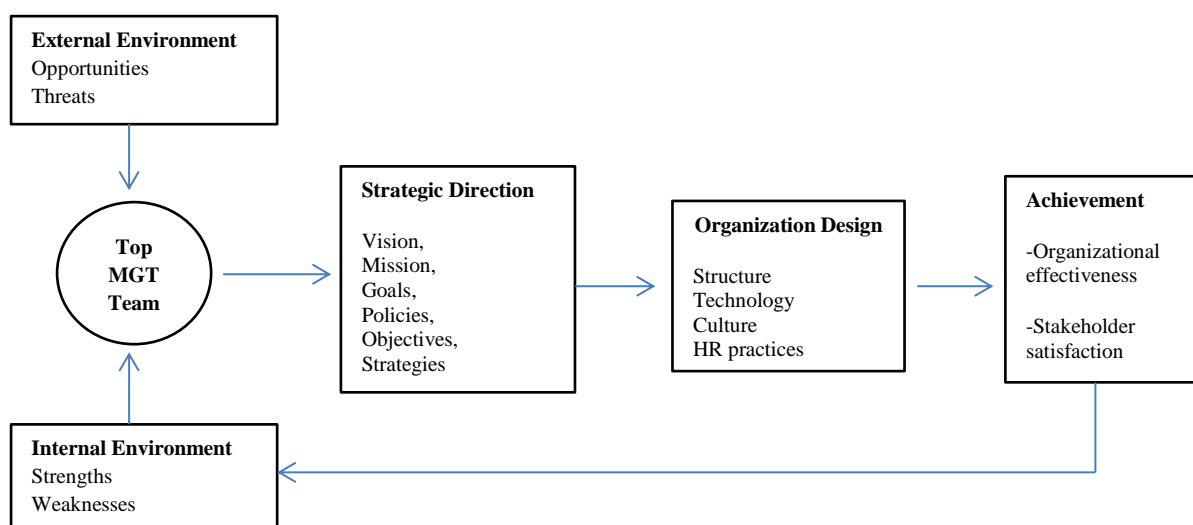 External Environment
Opportunities
Threats
Top
MGT
Team
Internal Environment
Strengths
Weaknesses
Strategic Direction
Vision,
Mission,
Goals,
Policies,
Objectives,
Strategies
Organization Design
Structure
Technology
Culture
HR practices
Achievement
-Organizational
effectiveness
-Stakeholder
satisfaction